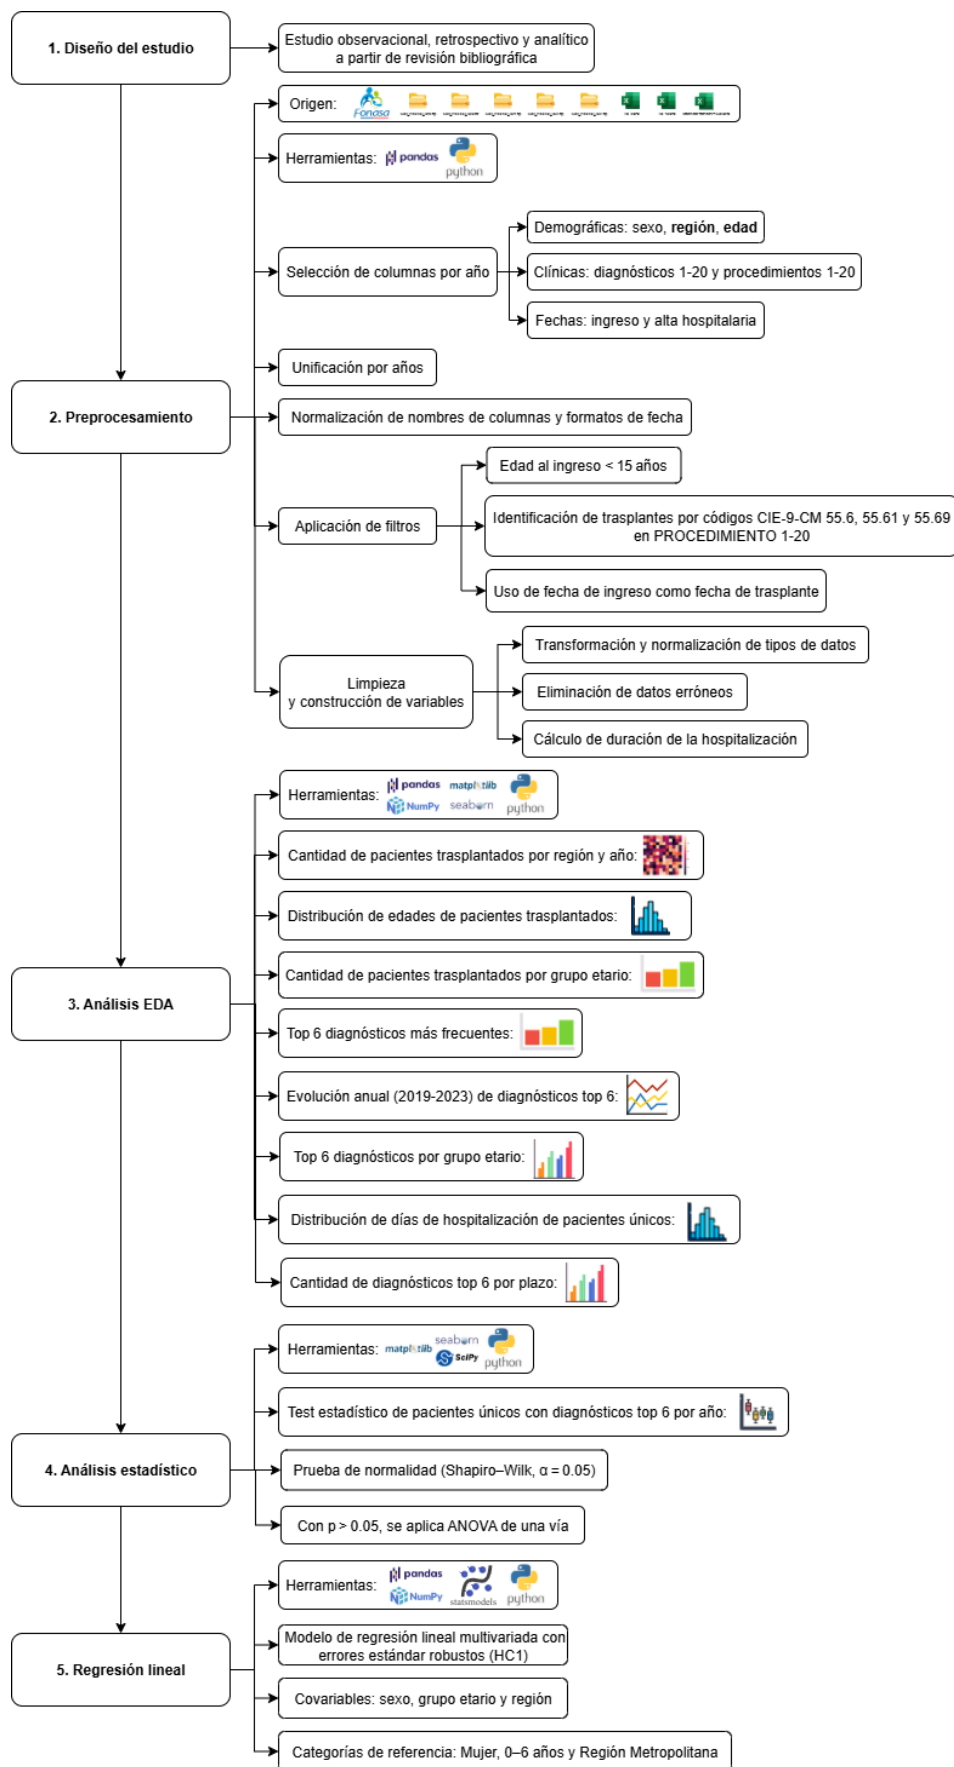 1. Diseño del estudio
Estudio observacional, retrospectivo y analítico
a partir de revisión bibliográfica
2. Preprocesamiento
Origen:
Fonasa
Herramientas:
pandas
python
Selección de columnas por año
Demográficas: sexo, región, edad
Clínicas: diagnósticos 1-20 y procedimientos 1-20
Fechas: ingreso y alta hospitalaria
Unificación por años
Normalización de nombres de columnas y formatos de fecha
Aplicación de filtros
Edad al ingreso < 15 años
Identificación de trasplantes por códigos CIE-9-CM 55.6, 55.61 y 55.69
en PROCEDIMIENTO 1-20
Uso de fecha de ingreso como fecha de trasplante
Limpieza
y construcción de variables
Transformación y normalización de tipos de datos
Eliminación de datos erróneos
Cálculo de duración de la hospitalización
3. Análisis EDA
Herramientas:
pandas
matplotlib
NumPy
seaborn
python
Cantidad de pacientes trasplantados por región y año:
Distribución de edades de pacientes trasplantados:
Cantidad de pacientes trasplantados por grupo etario:
Top 6 diagnósticos más frecuentes:
Evolución anual (2019-2023) de diagnósticos top 6:
Top 6 diagnósticos por grupo etario:
Distribución de días de hospitalización de pacientes únicos:
Cantidad de diagnósticos top 6 por plazo:
4. Análisis estadístico
Herramientas:
matplotlib
seaborn
SciPy
python
Test estadístico de pacientes únicos con diagnósticos top 6 por año:
Prueba de normalidad (Shapiro–Wilk, α = 0.05)
Con p > 0.05, se aplica ANOVA de una vía
5. Regresión lineal
Herramientas:
pandas
NumPy
statsmodels
python
Modelo de regresión lineal multivariada con
errores estándar robustos (HC1)
Covariables: sexo, grupo etario y región
Categorías de referencia: Mujer, 0–6 años y Región Metropolitana